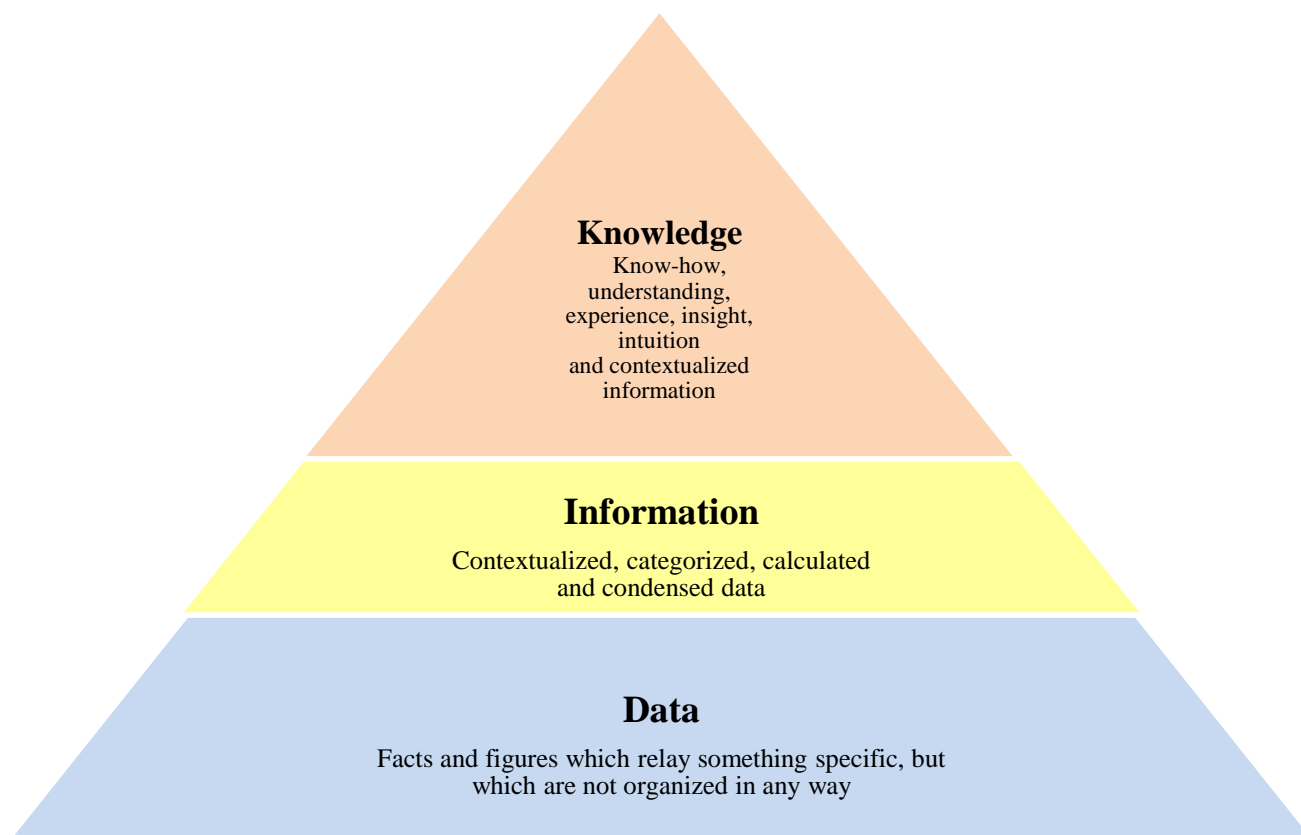 Knowledge
Know-how,
understanding,
experience, insight,
intuition
and contextualized
information
Information
Contextualized, categorized, calculated
and condensed data
Data
Facts and figures which relay something specific, but
which are not organized in any way